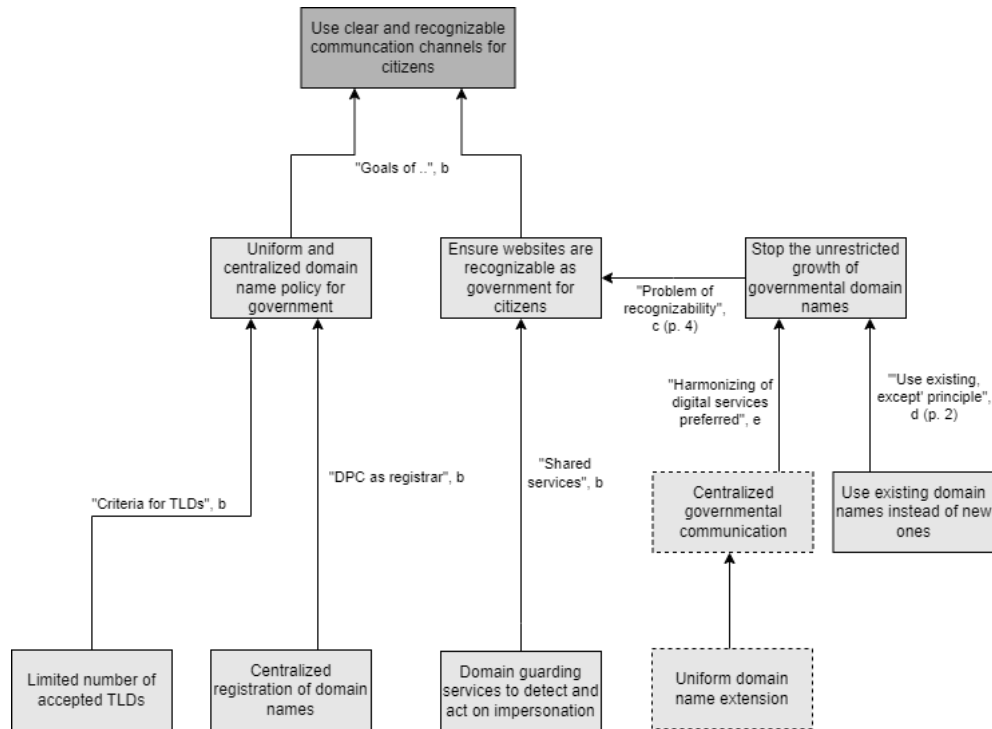 Use clear and recognizable
communcation channels for
citizens
"Goals of ..", b
Uniform and
centralized domain
name policy for
government
Ensure websites are
recognizable as
government for
citizens
Stop the unrestricted
growth of
governmental domain
names
"Problem of
recognizability",
c (p. 4)
"Harmonizing of
digital services
preferred", e
"'Use existing,
except' principle",
d (p. 2)
"Criteria for TLDs", b
"DPC as registrar", b
"Shared
services", b
Centralized
governmental
communication
Use existing domain
names instead of new
ones
Limited number of
accepted TLDs
Centralized
registration of domain
names
Domain guarding
services to detect and
act on impersonation
Uniform domain
name extension